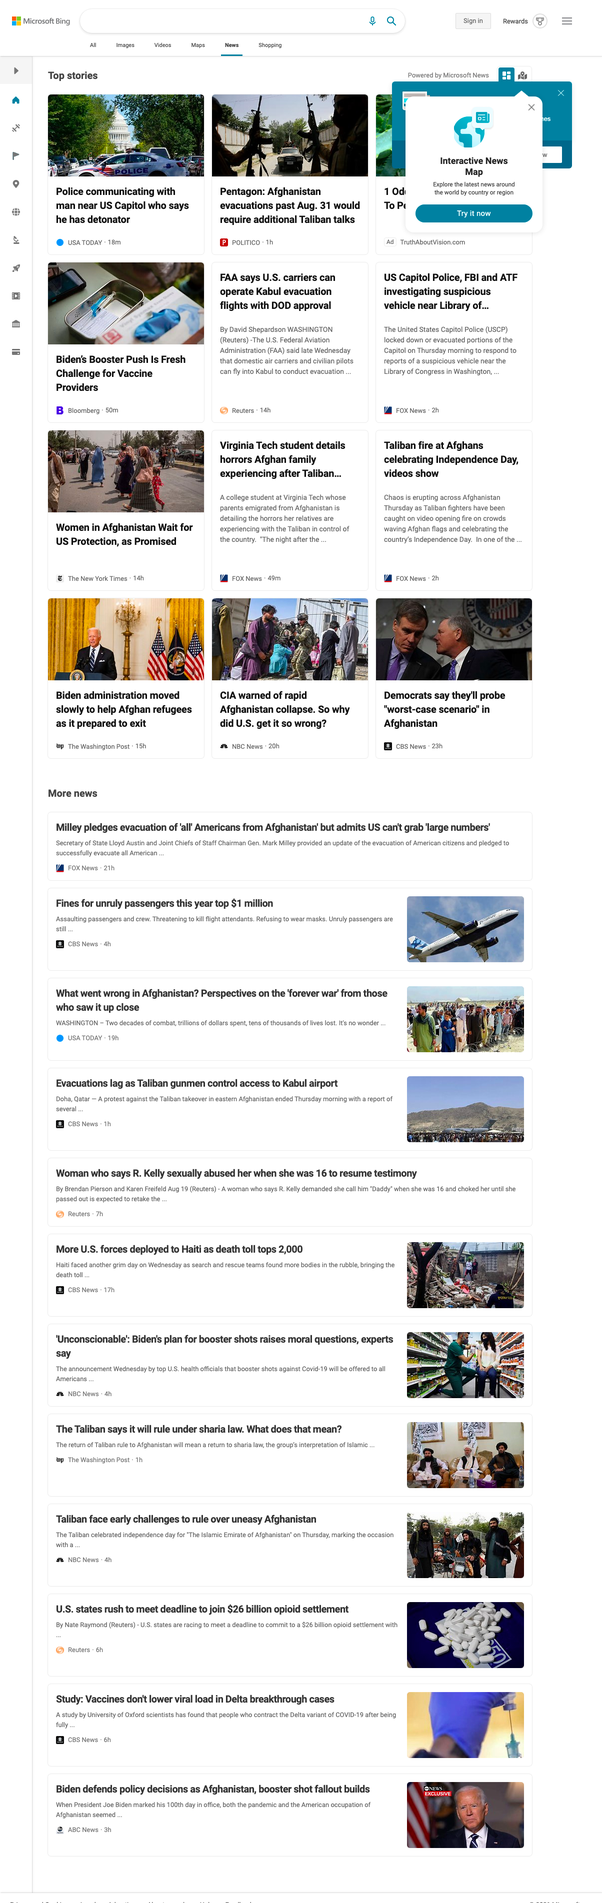 Microsoft Bing
Sign in
Rewards
All
Images
Videos
Maps
News
Shopping
Top stories
Powered by Microsoft News
Interactive News
Map
Explore the latest news around
the world by country or region
Try it now
POLICE
Police communicating with
man near US Capitol who says
he has detonator
USA TODAY · 18m
Pentagon: Afghanistan
evacuations past Aug. 31 would
require additional Taliban talks
POLITICO · 1h
Ad TruthAboutVision.com
Biden's Booster Push Is Fresh
Challenge for Vaccine
Providers
Bloomberg · 50m
FAA says U.S. carriers can
operate Kabul evacuation
flights with DOD approval
By David Shepardson WASHINGTON
(Reuters) -The U.S. Federal Aviation
Administration (FAA) said late Wednesday
that domestic air carriers and civilian pilots
can fly into Kabul to conduct evacuation ...
Reuters · 14h
US Capitol Police, FBI and ATF
investigating suspicious
vehicle near Library of...
The United States Capitol Police (USCP)
locked down or evacuated portions of the
Capitol on Thursday morning to respond to
reports of a suspicious vehicle near the
Library of Congress in Washington, ...
FOX News · 2h
Women in Afghanistan Wait for
US Protection, as Promised
The New York Times · 14h
Virginia Tech student details
horrors Afghan family
experiencing after Taliban...
A college student at Virginia Tech whose
parents emigrated from Afghanistan is
detailing the horrors her relatives are
experiencing with the Taliban in control of
the country. "The night after the ...
FOX News · 49m
Taliban fire at Afghans
celebrating Independence Day,
videos show
Chaos is erupting across Afghanistan
Thursday as Taliban fighters have been
caught on video opening fire on crowds
waving Afghan flags and celebrating the
country's Independence Day. In one of the ...
FOX News · 2h
Biden administration moved
slowly to help Afghan refugees
as it prepared to exit
The Washington Post · 15h
CIA warned of rapid
Afghanistan collapse. So why
did U.S. get it so wrong?
NBC News · 20h
Democrats say they'll probe
"worst-case scenario" in
Afghanistan
CBS News · 23h
More news
Milley pledges evacuation of 'all' Americans from Afghanistan' but admits US can't grab 'large numbers'
Secretary of State Lloyd Austin and Joint Chiefs of Staff Chairman Gen. Mark Milley provided an update of the evacuation of American citizens and pledged to
successfully evacuate all American ...
FOX News · 21h
Fines for unruly passengers this year top $1 million
Assaulting passengers and crew. Threatening to kill flight attendants. Refusing to wear masks. Unruly passengers are
still ...
CBS News · 4h
What went wrong in Afghanistan? Perspectives on the 'forever war' from those
who saw it up close
WASHINGTON – Two decades of combat, trillions of dollars spent, tens of thousands of lives lost. It's no wonder ...
USA TODAY · 19h
Evacuations lag as Taliban gunmen control access to Kabul airport
Doha, Qatar — A protest against the Taliban takeover in eastern Afghanistan ended Thursday morning with a report of
several ...
CBS News · 1h
Woman who says R. Kelly sexually abused her when she was 16 to resume testimony
By Brendan Pierson and Karen Freifeld Aug 19 (Reuters) - A woman who says R. Kelly demanded she call him "Daddy" when she was 16 and choked her until she
passed out is expected to retake the ...
Reuters · 7h
More U.S. forces deployed to Haiti as death toll tops 2,000
Haiti faced another grim day on Wednesday as search and rescue teams found more bodies in the rubble, bringing the
death toll ...
CBS News · 17h
'Unconscionable': Biden's plan for booster shots raises moral questions, experts
say
The announcement Wednesday by top U.S. health officials that booster shots against Covid-19 will be offered to all
Americans ...
NBC News · 4h
The Taliban says it will rule under sharia law. What does that mean?
The return of Taliban rule to Afghanistan will mean a return to sharia law, the group's interpretation of Islamic ...
The Washington Post · 1h
Taliban face early challenges to rule over uneasy Afghanistan
The Taliban celebrated independence day for "The Islamic Emirate of Afghanistan" on Thursday, marking the occasion
with a ...
NBC News · 4h
U.S. states rush to meet deadline to join $26 billion opioid settlement
By Nate Raymond (Reuters) - U.S. states are racing to meet a deadline to commit to a $26 billion opioid settlement with
...
Reuters · 6h
Study: Vaccines don't lower viral load in Delta breakthrough cases
A study by University of Oxford scientists has found that people who contract the Delta variant of COVID-19 after being
fully ...
CBS News · 6h
Biden defends policy decisions as Afghanistan, booster shot fallout builds
When President Joe Biden marked his 100th day in office, both the pandemic and the American occupation of
Afghanistan seemed ...
ABC News · 3h
NEWS
EXCLUSIVE